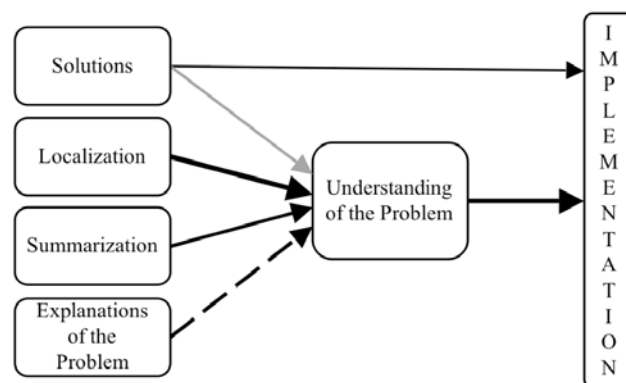 Solutions
Localization
Summarization
Explanations
of the
Problem
Understanding
of the Problem
I
M
P
L
E
M
E
N
T
A
T
I
O
N